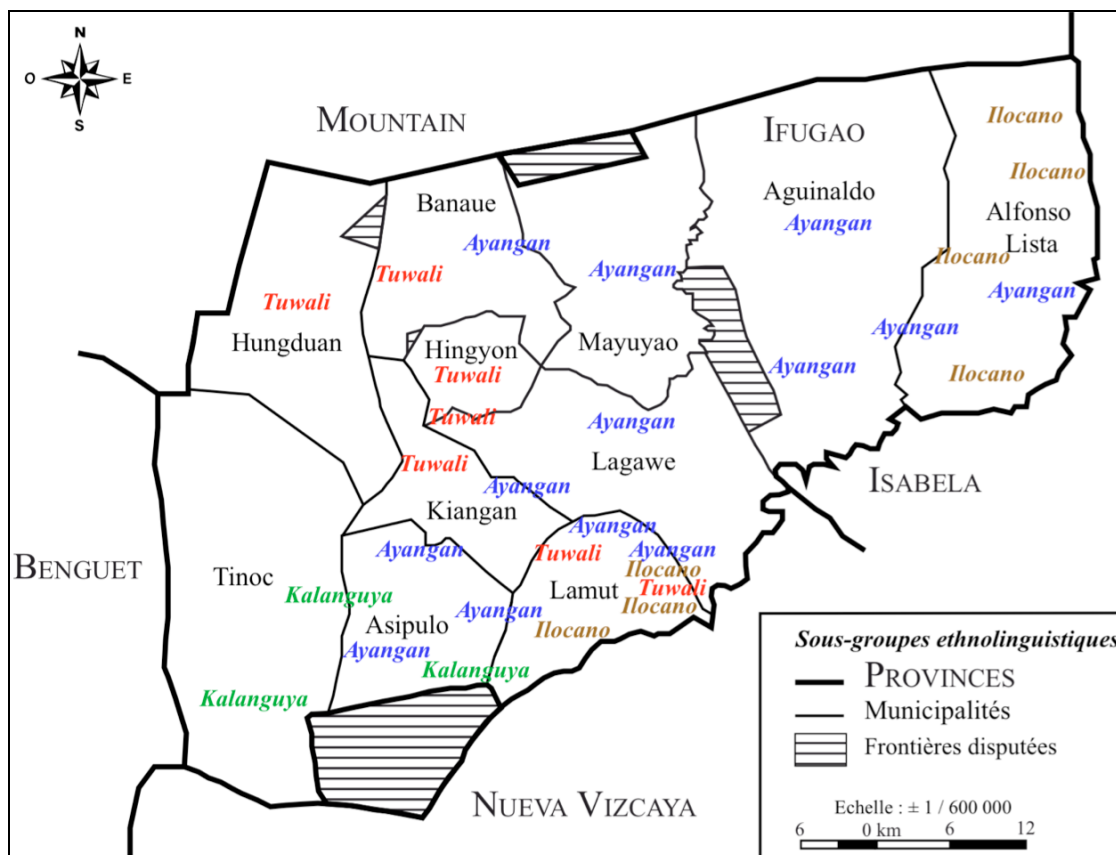 N
O
E
S
MOUNTAIN
IFUGAO
Ilocano
Ilocano
Banaue
Aguinaldo
Alfonso
Lista
Ayangan
Ayangan
Ilocano
Tuwali
Ayangan
Tuwali
Ayangan
Hungduan
Hingyon
Mayuyao
Ayangan
Tuwali
Ayangan
Ilocano
Tuwali
Ayangan
Tuwali
Lagawe
ISABELA
Ayangan
Kiangan
Ayangan
Ayangan
Tuwali
Ayangan
BENGUET
Tinoc
Ilocano
Kalanguya
Lamut
Tuwali
Ayangan
Ilocano
Asipulo
Ilocano
Ayangan
Kalanguya
Kalanguya
NUEVA VIZCAYA
Sous-groupes ethnolinguistiques
PROVINCES
Municipalités
Frontières disputées
Echelle : ± 1 / 600 000
6 0 km 6 12